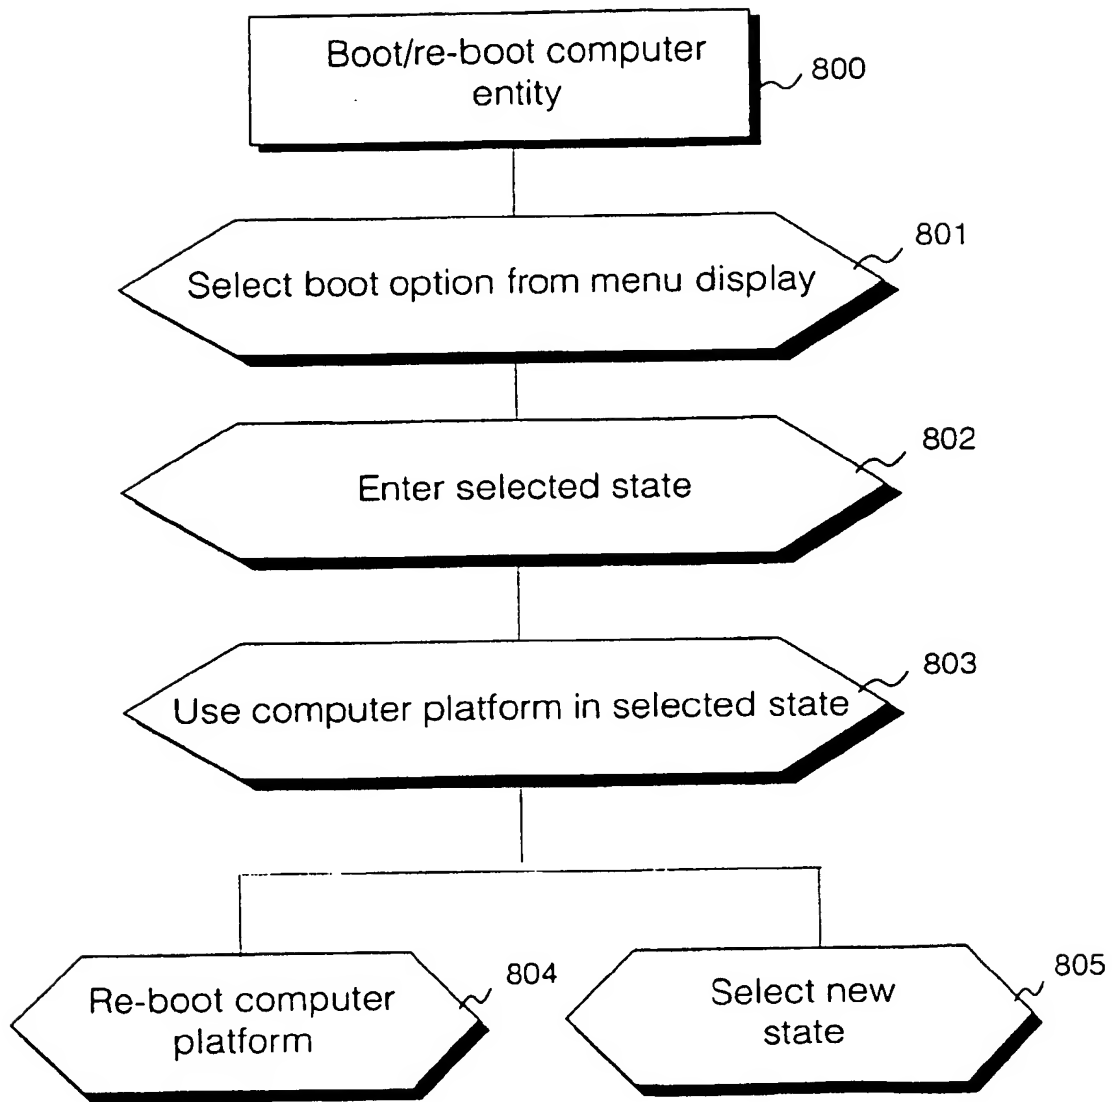 Boot/re-boot computer
entity
800
801
Select boot option from menu display
802
Enter selected state
803
Use computer platform in selected state
804
Re-boot computer
platform
805
Select new
state